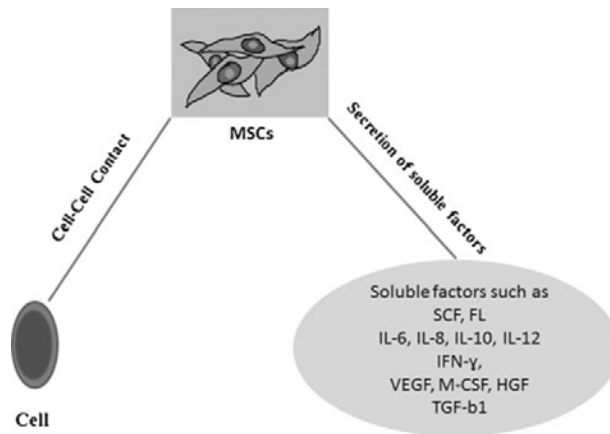 MSCs
Cell-Cell Contact
Secretion of soluble factors
Cell
Soluble factors such as
SCF, FL
IL-6, IL-8, IL-10, IL-12
IFN-ɣ,
VEGF, M-CSF, HGF
TGF-b1